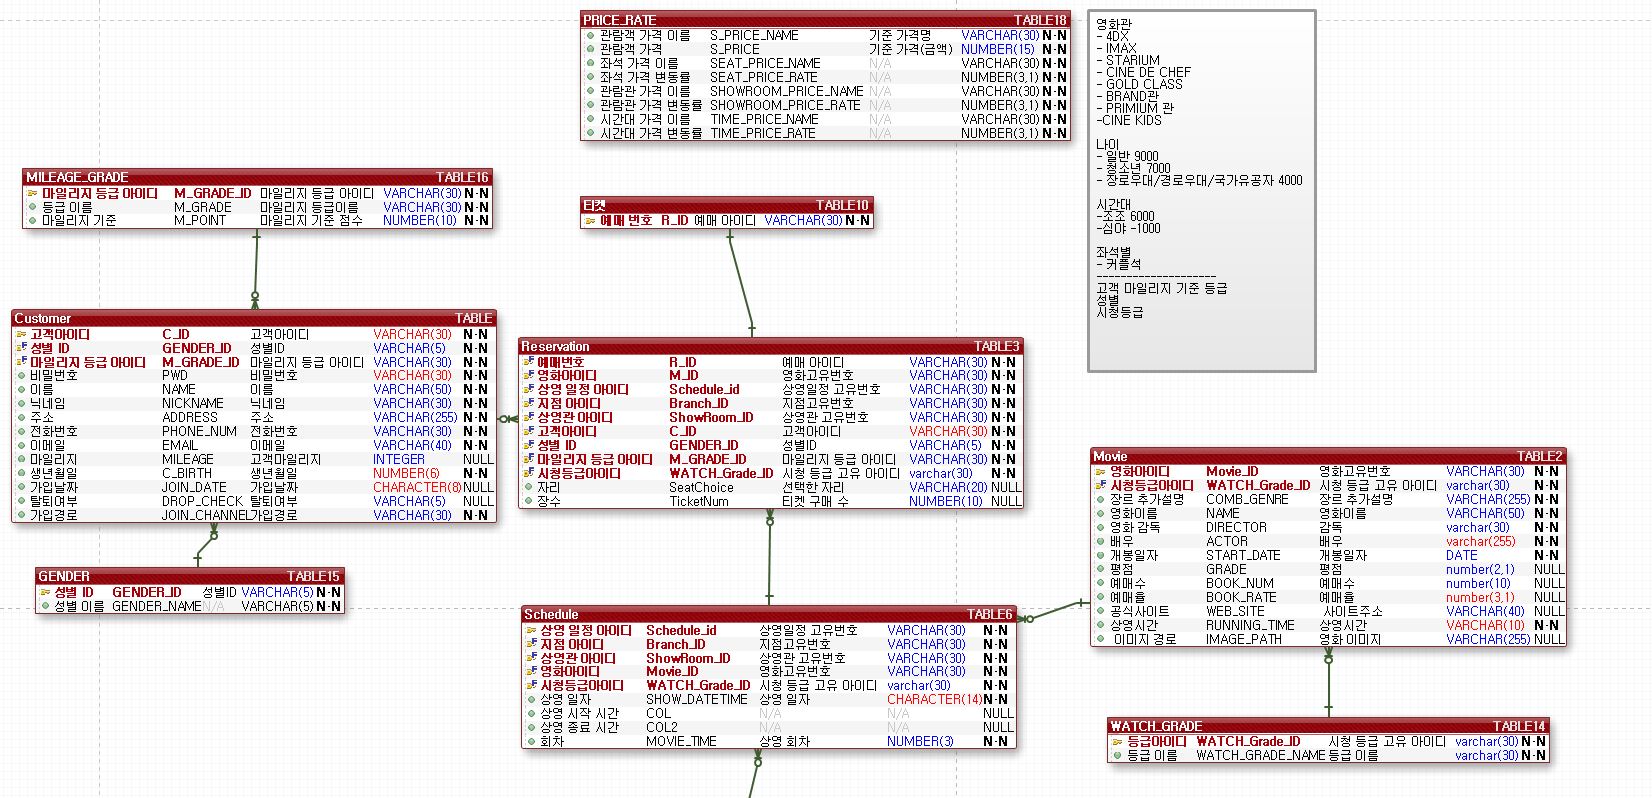 PRICE_RATE TABLE18
관람객 가격 이름 S_PRICE_NAME 기준 가격명 VARCHAR(30) N-N
관람객 가격 S_PRICE 기준 가격(금액) NUMBER(15) N-N
좌석 가격 이름 SEAT_PRICE_NAME N/A VARCHAR(30) N-N
좌석 가격 변동률 SEAT_PRICE_RATE N/A NUMBER(3,1) N-N
관람관 가격 이름 SHOWROOM_PRICE_NAME N/A VARCHAR(30) N-N
관람관 가격 변동률 SHOWROOM_PRICE_RATE N/A NUMBER(3,1) N-N
시간대 가격 이름 TIME_PRICE_NAME N/A VARCHAR(30) N-N
시간대 가격 변동률 TIME_PRICE_RATE N/A NUMBER(3,1) N-N
영화관
- 4DX
- IMAX
- STARIUM
- CINE DE CHEF
- GOLD CLASS
- BRAND관
- PRIMIUM 관
-CINE KIDS
나이
- 일반 9000
- 청소년 7000
- 장로우대/경로우대/국가유공자 4000
시간대
-조조 6000
-심야 -1000
좌석별
- 커플석
--------------------
고객 마일리지 기준 등급
성별
시청등급
MILEAGE_GRADE TABLE16
마일리지 등급 아이디 M_GRADE_ID 마일리지 등급 아이디 VARCHAR(30) N-N
등급 이름 M_GRADE 마일리지 등급이름 VARCHAR(30) N-N
마일리지 기준 M_POINT 마일리지 기준 점수 NUMBER(10) N-N
티켓 TABLE10
예매 번호 R_ID 예매 아이디 VARCHAR(30) N-N
Customer TABLE
고객아이디 C_ID 고객아이디 VARCHAR(30) N-N
성별 ID GENDER_ID 성별ID VARCHAR(5) N-N
마일리지 등급 아이디 M_GRADE_ID 마일리지 등급 아이디 VARCHAR(30) N-N
비밀번호 PWD 비밀번호 VARCHAR(30) N-N
이름 NAME 이름 VARCHAR(50) N-N
닉네임 NICKNAME 닉네임 VARCHAR(30) N-N
주소 ADDRESS 주소 VARCHAR(255) N-N
전화번호 PHONE_NUM 전화번호 VARCHAR(30) N-N
이메일 EMAIL 이메일 VARCHAR(40) N-N
마일리지 MILEAGE 고객마일리지 INTEGER NULL
생년월일 C_BIRTH 생년월일 NUMBER(6) N-N
가입날짜 JOIN_DATE 가입날짜 CHARACTER(8) NULL
탈퇴여부 DROP_CHECK 탈퇴여부 VARCHAR(5) NULL
가입경로 JOIN_CHANNEL 가입경로 VARCHAR(30) N-N
Reservation TABLE3
예매번호 R_ID 예매 아이디 VARCHAR(30) N-N
영화아이디 M_ID 영화고유번호 VARCHAR(30) N-N
상영 일정 아이디 Schedule_id 상영일정 고유번호 VARCHAR(30) N-N
지점 아이디 Branch_ID 지점고유번호 VARCHAR(30) N-N
상영관 아이디 ShowRoom_ID 상영관 고유번호 VARCHAR(30) N-N
고객아이디 C_ID 고객아이디 VARCHAR(30) N-N
성별 ID GENDER_ID 성별ID VARCHAR(5) N-N
마일리지 등급 아이디 M_GRADE_ID 마일리지 등급 아이디 VARCHAR(30) N-N
시청등급아이디 WATCH_Grade_ID 시청 등급 고유 아이디 varchar(30) N-N
자리 SeatChoice 선택한 자리 VARCHAR(20) NULL
장수 TicketNum 티켓 구매 수 NUMBER(10) NULL
Movie TABLE2
영화아이디 Movie_ID 영화고유번호 VARCHAR(30) N-N
시청등급아이디 WATCH_Grade_ID 시청 등급 고유 아이디 varchar(30) N-N
장르 추가설명 COMB_GENRE 장르 추가설명 VARCHAR(255) N-N
영화이름 NAME 영화이름 VARCHAR(50) N-N
영화 감독 DIRECTOR 감독 varchar(30) N-N
배우 ACTOR 배우 varchar(255) N-N
개봉일자 START_DATE 개봉일자 DATE N-N
평점 GRADE 평점 number(2,1) NULL
예매수 BOOK_NUM 예매수 number(10) NULL
예매율 BOOK_RATE 예매율 number(3,1) NULL
공식사이트 WEB_SITE 사이트주소 VARCHAR(40) NULL
상영시간 RUNNING_TIME 상영시간 VARCHAR(10) N-N
이미지 경로 IMAGE_PATH 영화 이미지 VARCHAR(255) NULL
GENDER TABLE15
성별 ID GENDER_ID 성별ID VARCHAR(5) N-N
성별 이름 GENDER_NAME N/A VARCHAR(5) N-N
Schedule TABLE6
상영 일정 아이디 Schedule_id 상영일정 고유번호 VARCHAR(30) N-N
지점 아이디 Branch_ID 지점고유번호 VARCHAR(30) N-N
상영관 아이디 ShowRoom_ID 상영관 고유번호 VARCHAR(30) N-N
영화아이디 Movie_ID 영화고유번호 VARCHAR(30) N-N
시청등급아이디 WATCH_Grade_ID 시청 등급 고유 아이디 varchar(30) N-N
상영 일자 SHOW_DATETIME 상영 일자 CHARACTER(14) N-N
상영 시작 시간 COL N/A N/A NULL
상영 종료 시간 COL2 N/A N/A NULL
회차 MOVIE_TIME 상영 회차 NUMBER(3) N-N
WATCH_GRADE TABLE14
등급아이디 WATCH_Grade_ID 시청 등급 고유 아이디 varchar(30) N-N
등급 이름 WATCH_GRADE_NAME 등급 이름 varchar(30) N-N